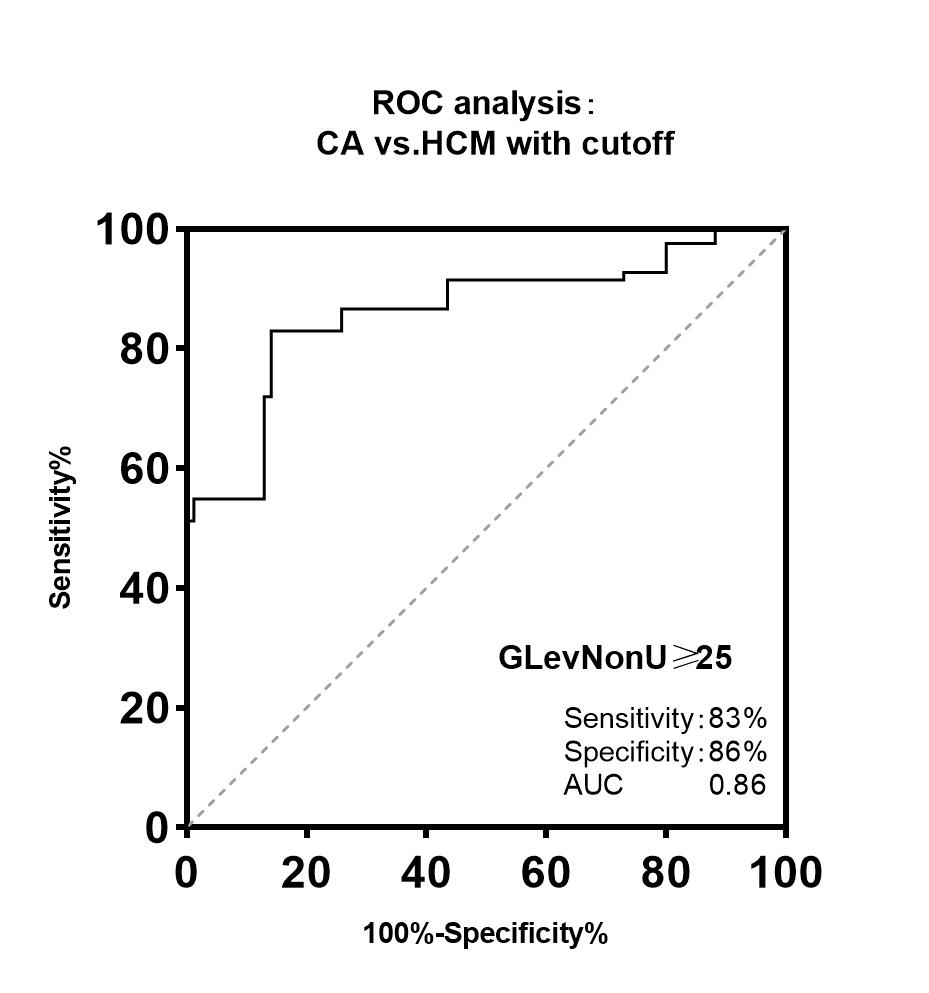 ROC analysis:
CA vs.HCM with cutoff
100
80
60
40
20
0
Sensitivity%
GLevNonU⩾25
Sensitivity:83%
Specificity:86%
AUC 0.86
0 20 40 60 80 100
100%-Specificity%